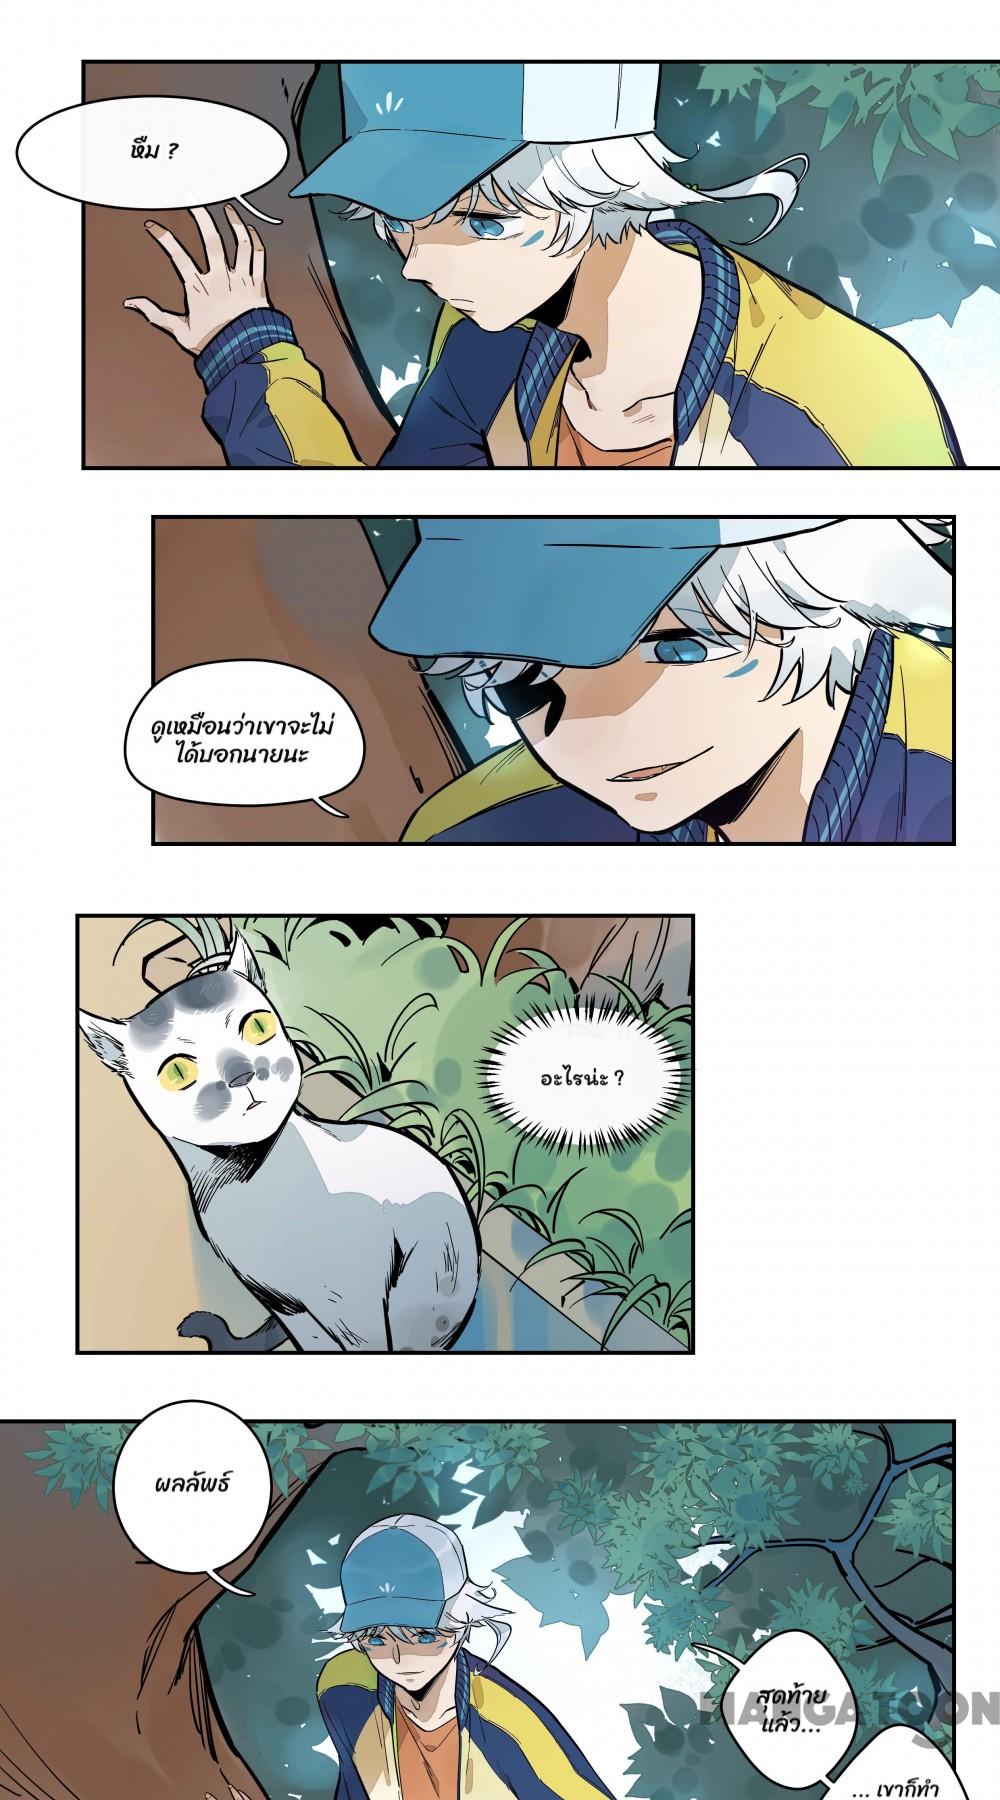 หืม ?
ดูเหมือนว่าเขาจะไม่
ได้บอกนายนะ
อะไรน่ะ ?
ผลลัพธ์
สุดท้าย
แล้ว...
MANGATOON
... เขาก็ทำ